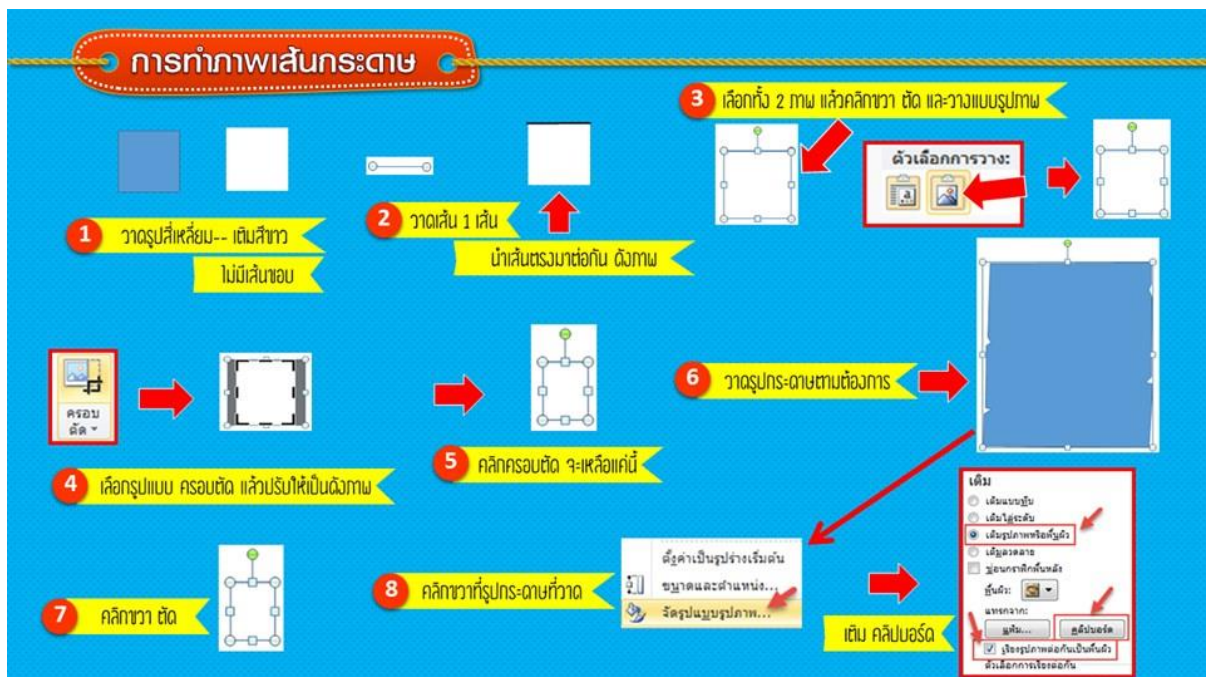 การทำภาพเส้นกระดาษ
1 วาดรูปสี่เหลี่ยม-- เติมสีขาว
ไม่มีเส้นขอบ
2 วาดเส้น 1 เส้น
นำเส้นตรงมาต่อกัน ดังภาพ
3 เลือกทั้ง 2 ภาพ แล้วคลิกขวา ตัด และวางแบบรูปภาพ
ตัวเลือกการวาง:
a
ครอบ
ตัด
4 เลือกรูปแบบ ครอบตัด แล้วปรับให้เป็นดังภาพ
5 คลิกครอบตัด จะเหลือแค่นี้
6 วาดรูปกระดาษตามต้องการ
7 คลิกขวา ตัด
8 คลิกขวาที่รูปกระดาษที่วาด
ตั้งค่าเป็นรูปร่างเริ่มต้น
ขนาดและตำแหน่ง...
จัดรูปแบบรูปภาพ...
เติม คลิปบอร์ด
เติม
เติมแบบทึบ
เติมไล่ระดับ
เติมรูปภาพหรือพื้นผิว
เติมลวดลาย
ซ่อนกราฟิกพื้นหลัง
พื้นผิว:
แทรกจาก:
แฟ้ม...
คลิปบอร์ด
เรียงรูปภาพต่อกันเป็นพื้นผิว
ตัวเลือกการเรียงต่อกัน